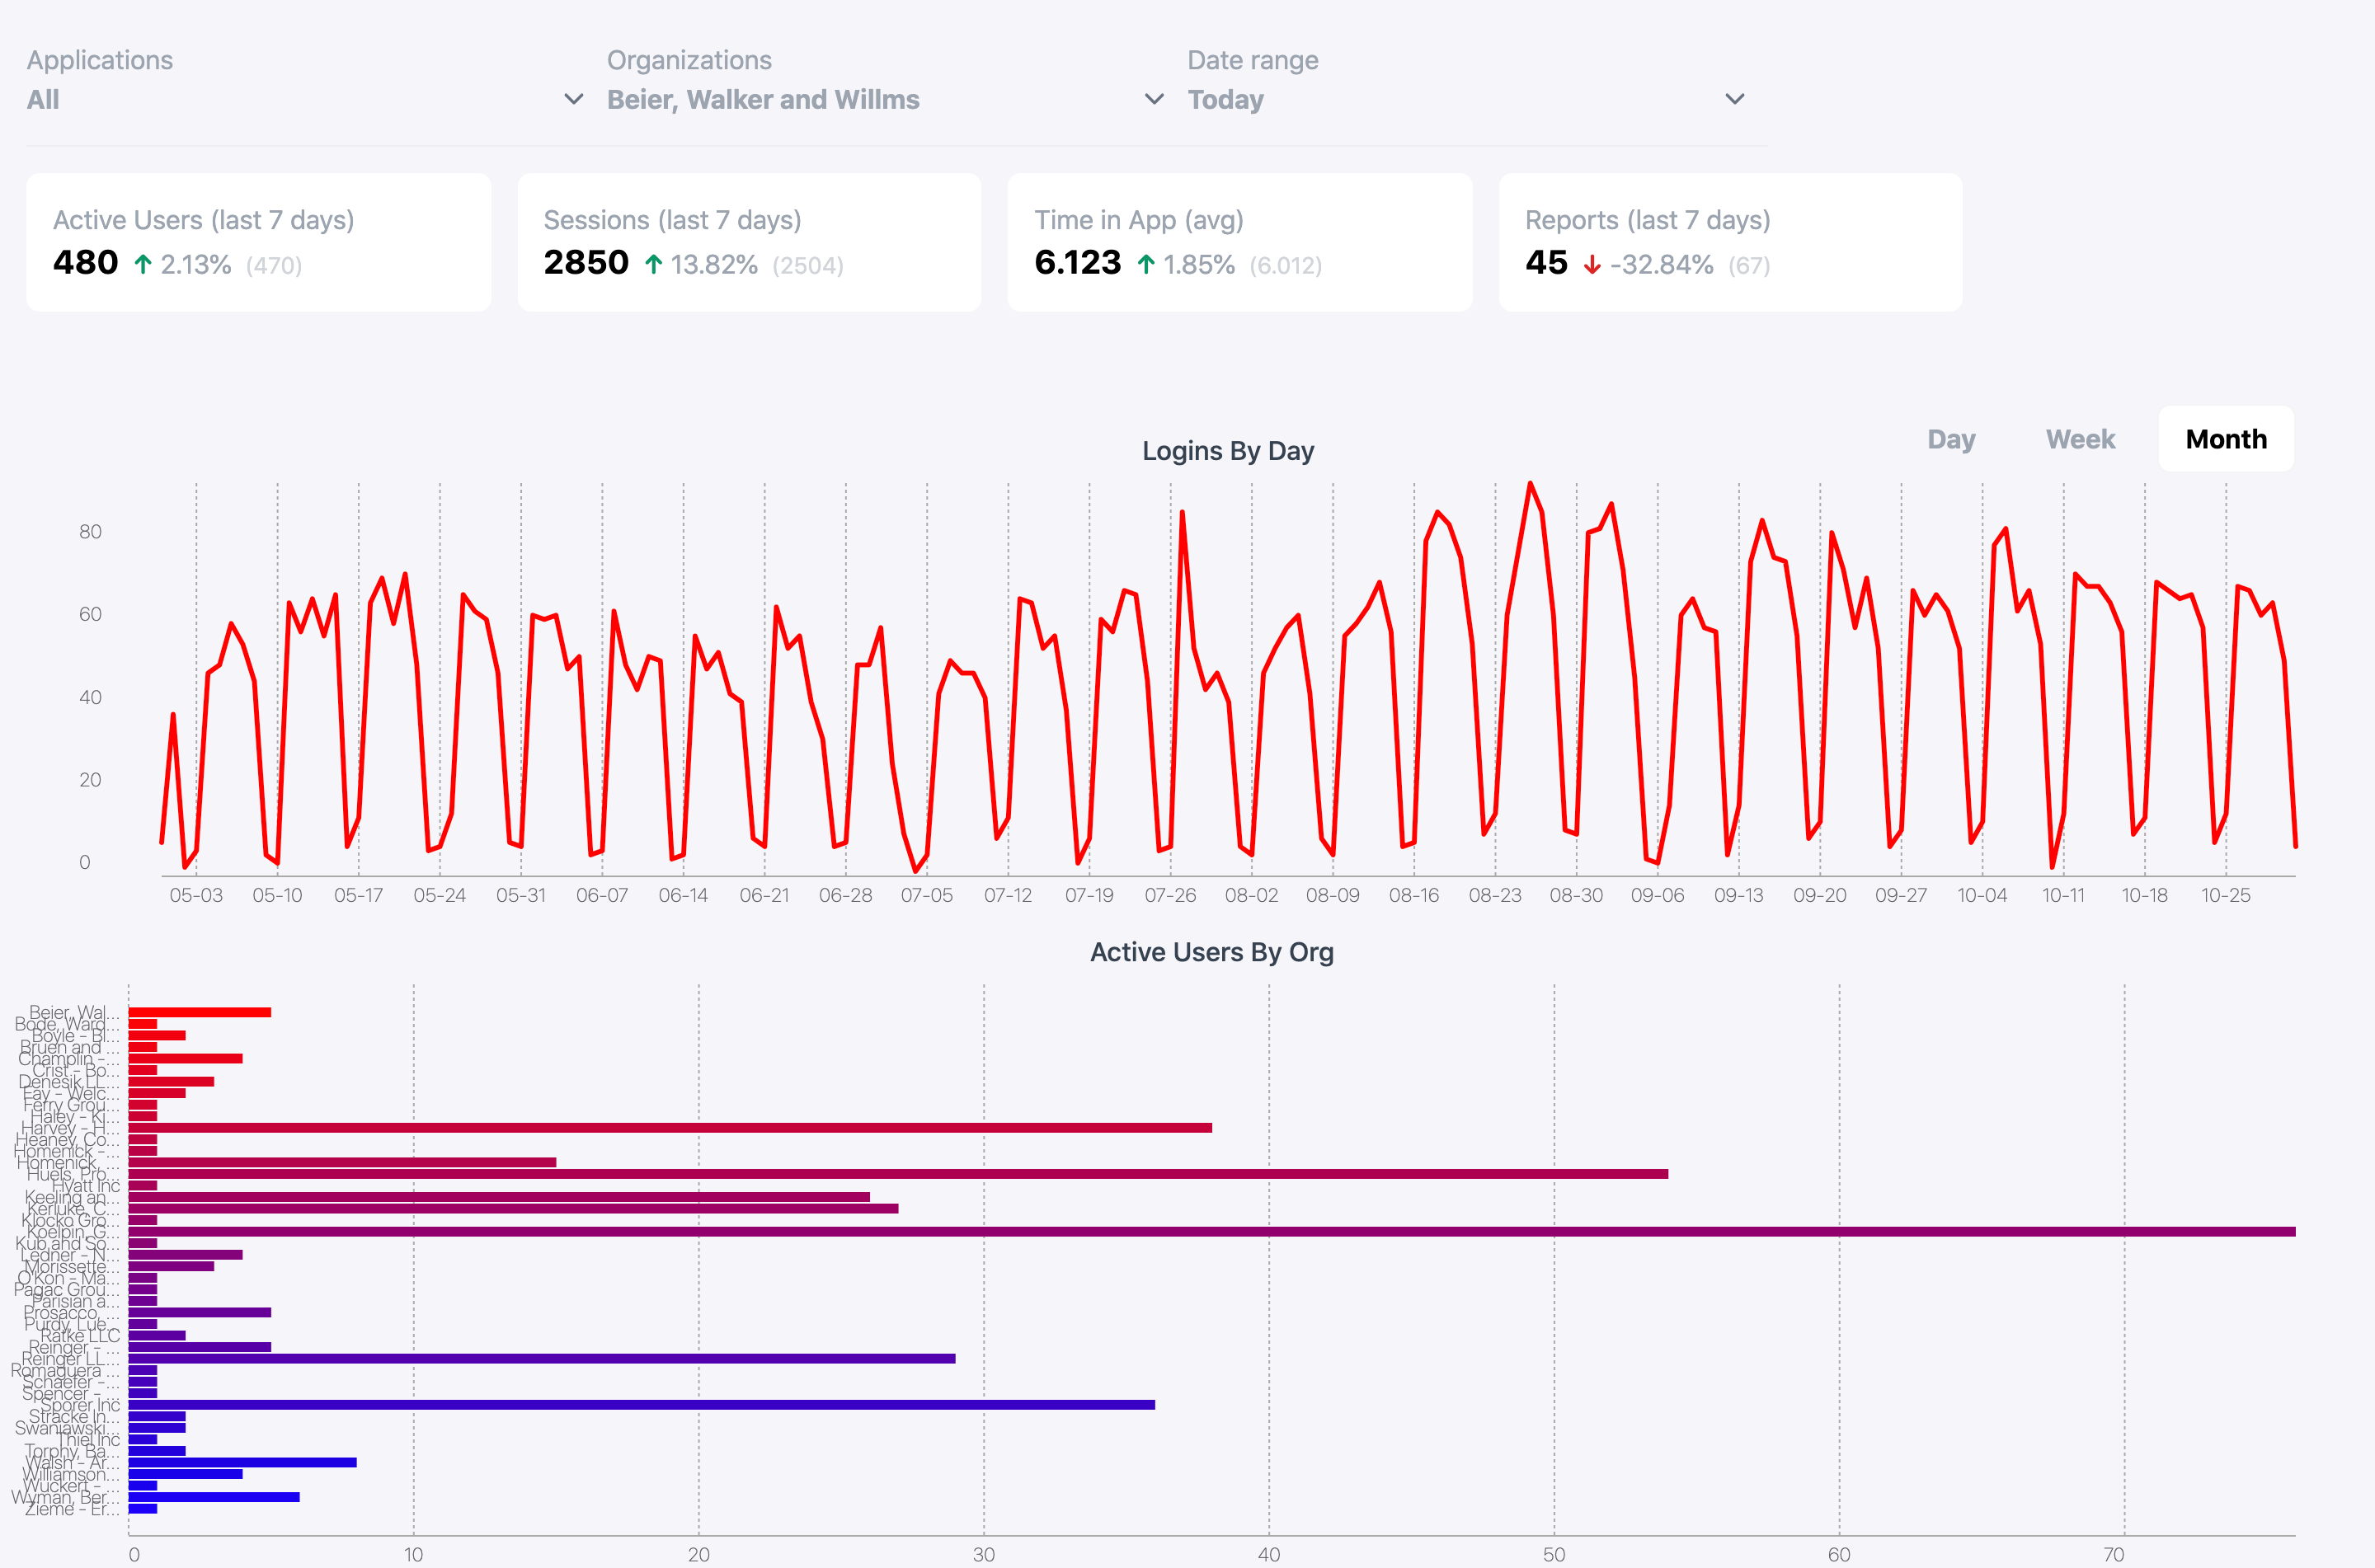 Applications
All
Organizations
Beier, Walker and Willms
Date range
Today
Active Users (last 7 days)
480 2.13% (470)
Sessions (last 7 days)
2850 13.82% (2504)
Time in App (avg)
6.123 1.85% (6.012)
Reports (last 7 days)
45 -32.84% (67)
Day Week Month
Logins By Day
80
60
40
20
0
05-03 05-10 05-17 05-24 05-31 06-07 06-14 06-21 06-28 07-05 07-12 07-19 07-26 08-02 08-09 08-16 08-23 08-30 09-06 09-13 09-20 09-27 10-04 10-11 10-18 10-25
Active Users By Org
Beier, Wal...
Bode, Ward...
Boyle - Bl...
Bruen and ...
Champlin -...
Crist - Bo...
Denesik LL...
Fay - Welc...
Ferry Grou...
Haley - Ki...
Harvey - H...
Heaney, Co...
Homenick -...
Homenick, ...
Huels, Pro...
Hyatt Inc
Keeling an...
Kerluke, C...
Klocko Gro...
Koelpin, G...
Kub and So...
Ledner - N...
Morissette...
O'Kon - Ma...
Pagac Grou...
Parisian a...
Prosacco ...
Purdy, Lue...
Ratke LLC
Reinger - ...
Reinger LL...
Romaguera ...
Schaefer -...
Spencer - ...
Sporer Inc
Stracke In...
Swaniawski...
Thiel Inc
Torphy, Ba...
Walsh - Ar...
Williamson...
Wuckert - ...
Wyman, Ber...
Zieme - Er...
0 10 20 30 40 50 60 70